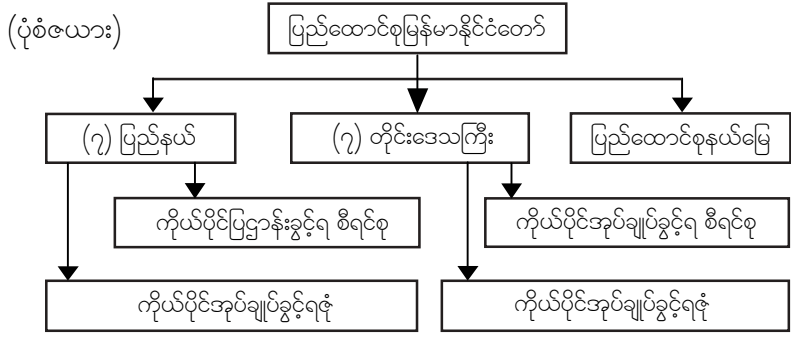 (ပုံစံဇယား)
ပြည်ထောင်စုမြန်မာနိုင်ငံတော်
(၇) ပြည်နယ်
(၇) တိုင်းဒေသကြီး
ပြည်ထောင်စုနယ်မြေ
ကိုယ်ပိုင်ပြဋ္ဌာန်းခွင့်ရ စီရင်စု
ကိုယ်ပိုင်အုပ်ချုပ်ခွင့်ရ စီရင်စု
ကိုယ်ပိုင်အုပ်ချုပ်ခွင့်ရဇုံ
ကိုယ်ပိုင်အုပ်ချုပ်ခွင့်ရဇုံ